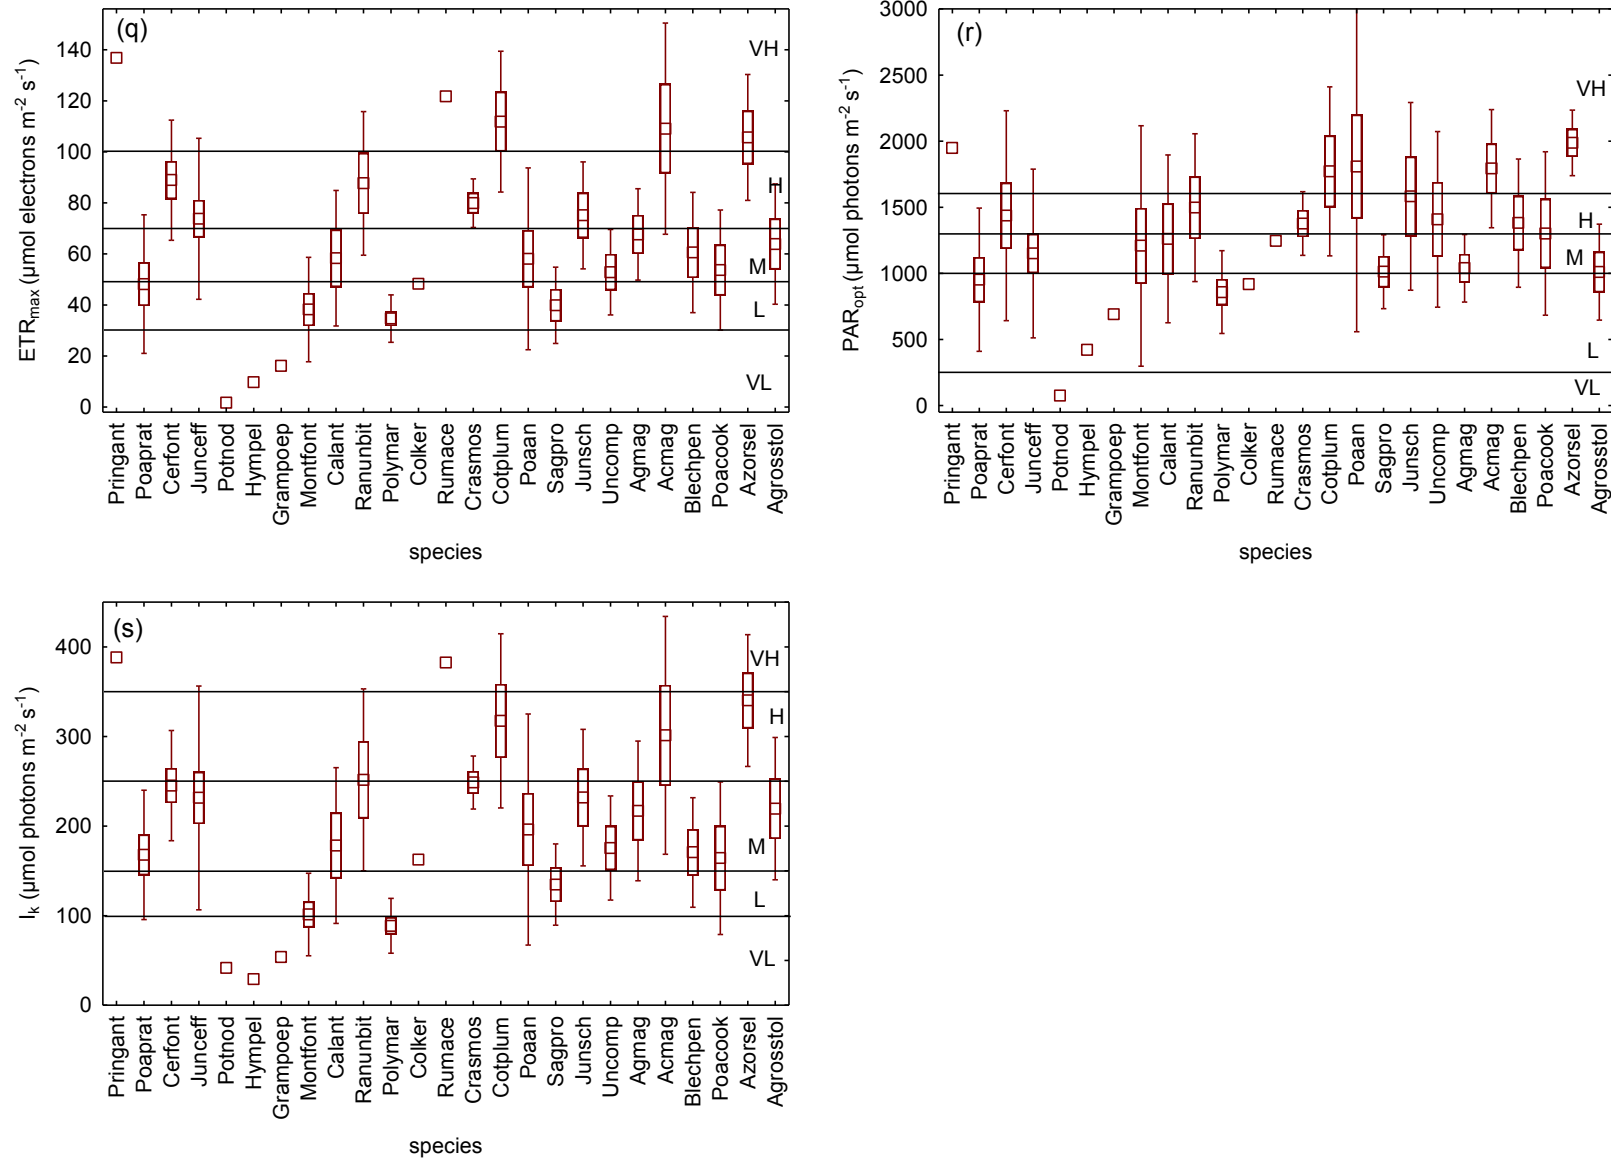 (q)
ETRmax (µmol electrons m-2 s-1)
140
120
100
80
60
40
20
0
VH
H
M
L
VL
Pringant
Poaprat
Cerfont
Junceff
Potnod
Hympel
Grampoep
Montfont
Calant
Ranunbit
Polymar
Colker
Rumace
Crasmos
Cotplum
Poaan
Sagpro
Junsch
Uncomp
Agmag
Acmag
Blechpen
Poacook
Azorsel
Agrosstol
species
(r)
PARopt (µmol photons m-2 s-1)
3000
2500
2000
1500
1000
500
0
VH
H
M
L
VL
Pringant
Poaprat
Cerfont
Junceff
Potnod
Hympel
Grampoep
Montfont
Calant
Ranunbit
Polymar
Colker
Rumace
Crasmos
Cotplum
Poaan
Sagpro
Junsch
Uncomp
Agmag
Acmag
Blechpen
Poacook
Azorsel
Agrosstol
species
(s)
Ik (µmol photons m-2 s-1)
400
300
200
100
0
VH
H
M
L
VL
Pringant
Poaprat
Cerfont
Junceff
Potnod
Hympel
Grampoep
Montfont
Calant
Ranunbit
Polymar
Colker
Rumace
Crasmos
Cotplum
Poaan
Sagpro
Junsch
Uncomp
Agmag
Acmag
Blechpen
Poacook
Azorsel
Agrosstol
species